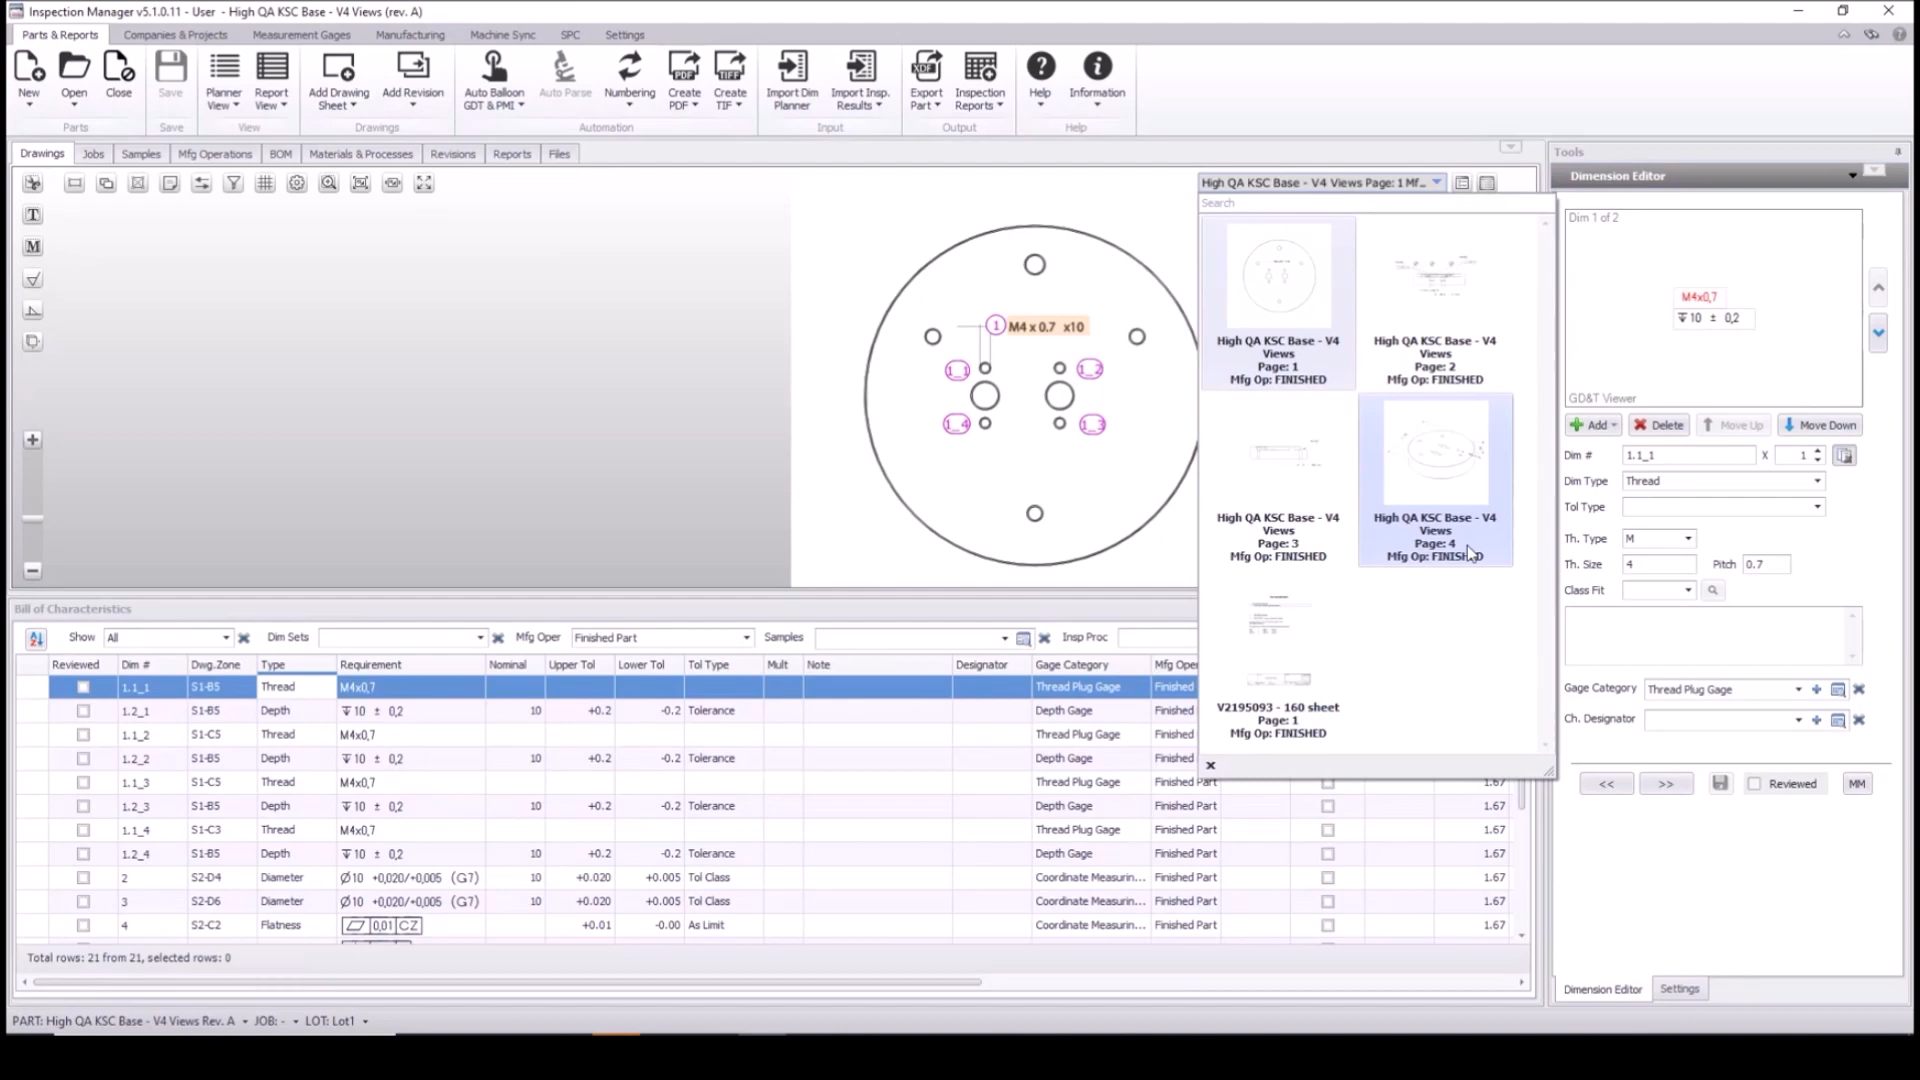 Inspection Manager v5.1.0.11 - User - High QA KSC Base - V4 Views (rev. A)
Parts & Reports Companies & Projects Measurement Gages Manufacturing Machine Sync SPC Settings
New Open Close Save Planner View Report View Add Drawing Sheet Add Revision Auto Balloon GDT & PMI Auto Parse Numbering Create PDF Create TIF Import Dim Planner Import Insp. Results Export Part Inspection Reports Help Information
Parts Save View Drawings Automation Input Output Help
Drawings Jobs Samples Mfg Operations BOM Materials & Processes Revisions Reports Files
Tools
Dimension Editor
High QA KSC Base - V4 Views Page: 1 Mf...
Search
T
M
1 M4 x 0.7 x10
1_1 1_2
1_4 1_3
High QA KSC Base - V4
Views
Page: 1
Mfg Op: FINISHED
High QA KSC Base - V4
Views
Page: 2
Mfg Op: FINISHED
High QA KSC Base - V4
Views
Page: 3
Mfg Op: FINISHED
High QA KSC Base - V4
Views
Page: 4
Mfg Op: FINISHED
V2195093 - 160 sheet
Page: 1
Mfg Op: FINISHED
Dim 1 of 2
M4x0,7
↧10 ± 0,2
GD&T Viewer
Add Delete Move Up Move Down
Dim # 1.1_1 X 1
Dim Type Thread
Tol Type
Th. Type M
Th. Size 4 Pitch 0.7
Class Fit
Gage Category Thread Plug Gage
Ch. Designator
<< >> Reviewed MM
Dimension Editor Settings
Bill of Characteristics
Show All Dim Sets Mfg Oper Finished Part Samples Insp Proc
Reviewed Dim # Dwg.Zone Type Requirement Nominal Upper Tol Lower Tol Tol Type Mult Note Designator Gage Category Mfg Oper
1.1_1 S1-B5 Thread M4x0,7 Thread Plug Gage Finished
1.2_1 S1-B5 Depth ↧10 ± 0,2 10 +0.2 -0.2 Tolerance Depth Gage Finished
1.1_2 S1-C5 Thread M4x0,7 Thread Plug Gage Finished
1.2_2 S1-B5 Depth ↧10 ± 0,2 10 +0.2 -0.2 Tolerance Depth Gage Finished
1.1_3 S1-C5 Thread M4x0,7 Thread Plug Gage Finished Part 1.67
1.2_3 S1-B5 Depth ↧10 ± 0,2 10 +0.2 -0.2 Tolerance Depth Gage Finished Part 1.67
1.1_4 S1-C3 Thread M4x0,7 Thread Plug Gage Finished Part 1.67
1.2_4 S1-B5 Depth ↧10 ± 0,2 10 +0.2 -0.2 Tolerance Depth Gage Finished Part 1.67
2 S2-D4 Diameter Ø10 +0,020/+0,005 (G7) 10 +0.020 +0.005 Tol Class Coordinate Measurin... Finished Part 1.67
3 S2-D6 Diameter Ø10 +0,020/+0,005 (G7) 10 +0.020 +0.005 Tol Class Coordinate Measurin... Finished Part 1.67
4 S2-C2 Flatness ⏥ 0,01 CZ +0.01 -0.00 As Limit Coordinate Measurin... Finished Part 1.67
Total rows: 21 from 21, selected rows: 0
PART: High QA KSC Base - V4 Views Rev. A JOB: - LOT: Lot1